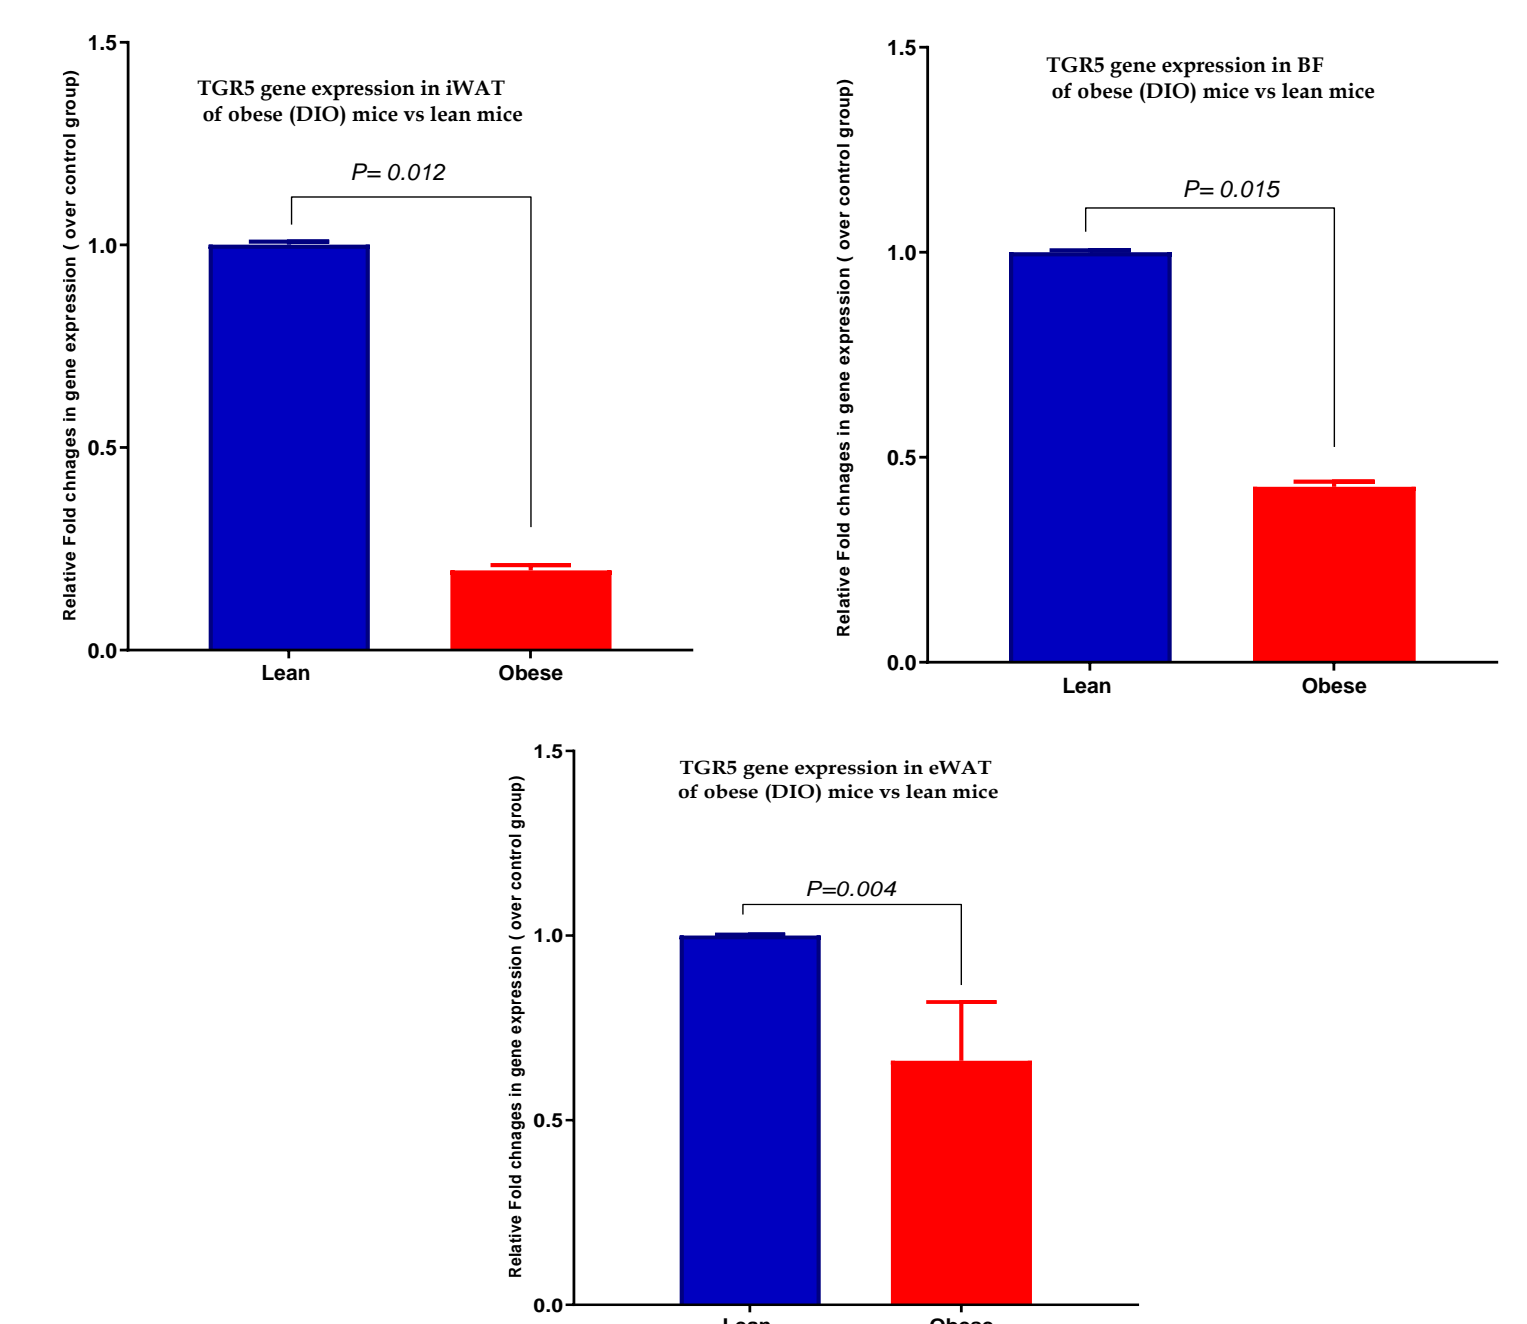 1.5
TGR5 gene expression in iWAT
of obese (DIO) mice vs lean mice
P= 0.012
Relative Fold chnages in gene expression ( over control group)
1.0
0.5
0.0
Lean Obese
1.5
TGR5 gene expression in BF
of obese (DIO) mice vs lean mice
P= 0.015
Relative Fold chnages in gene expression ( over control group)
1.0
0.5
0.0
Lean Obese
1.5
TGR5 gene expression in eWAT
of obese (DIO) mice vs lean mice
P=0.004
Relative Fold chnages in gene expression ( over control group)
1.0
0.5
0.0
Lean Obese